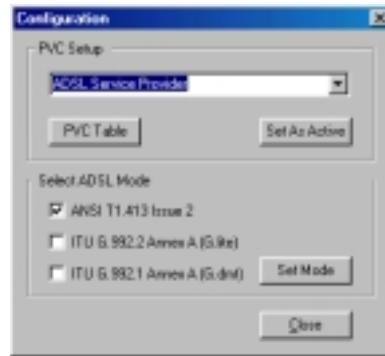 Configuration
PVC Setup
ADSL Service Provider
PVC Table
Set As Active
Select ADSL Mode
ANSI T1.413 Issue 2
ITU G.992.2 Annex A (G.lite)
ITU G.992.1 Annex A (G.dmt)
Set Mode
Close